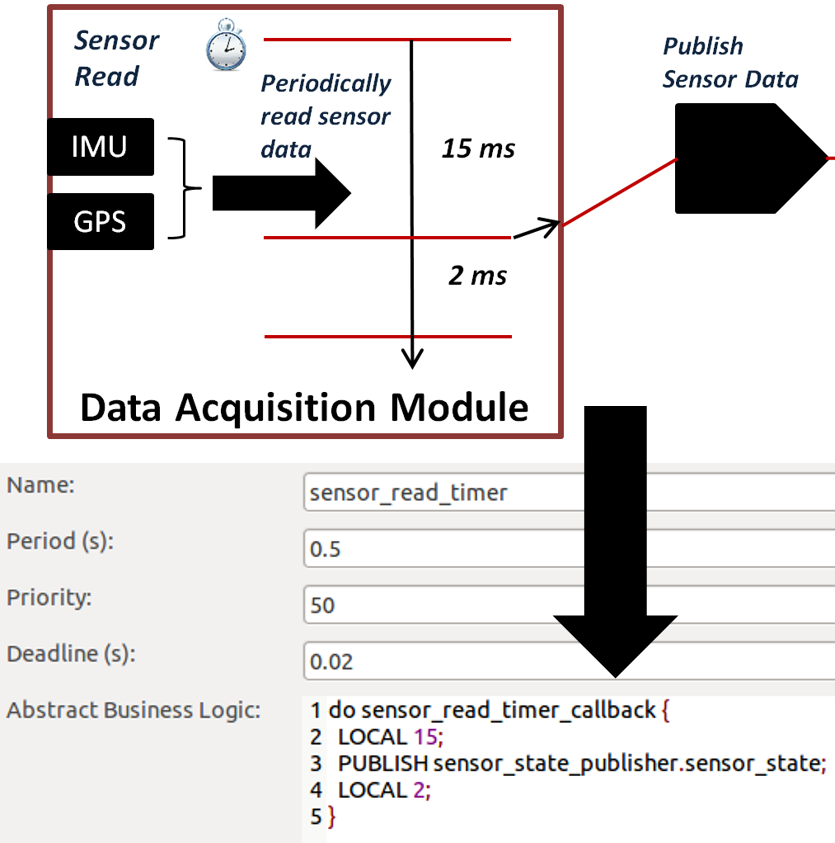 Sensor
Read
Periodically
read sensor
data
IMU
GPS
15 ms
2 ms
Publish
Sensor Data
Data Acquisition Module
Name:
sensor_read_timer
Period (s):
0.5
Priority:
50
Deadline (s):
0.02
Abstract Business Logic:
1 do sensor_read_timer_callback {
2 LOCAL 15;
3 PUBLISH sensor_state_publisher.sensor_state;
4 LOCAL 2;
5 }